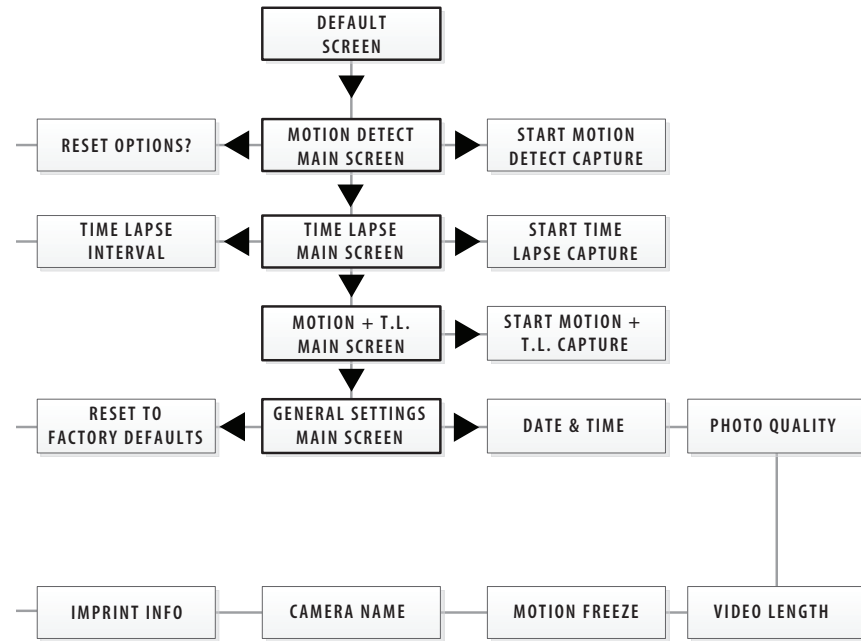 DEFAULT
SCREEN
RESET OPTIONS?
MOTION DETECT
MAIN SCREEN
START MOTION
DETECT CAPTURE
TIME LAPSE
INTERVAL
TIME LAPSE
MAIN SCREEN
START TIME
LAPSE CAPTURE
MOTION + T.L.
MAIN SCREEN
START MOTION +
T.L. CAPTURE
RESET TO
FACTORY DEFAULTS
GENERAL SETTINGS
MAIN SCREEN
DATE & TIME
PHOTO QUALITY
IMPRINT INFO
CAMERA NAME
MOTION FREEZE
VIDEO LENGTH